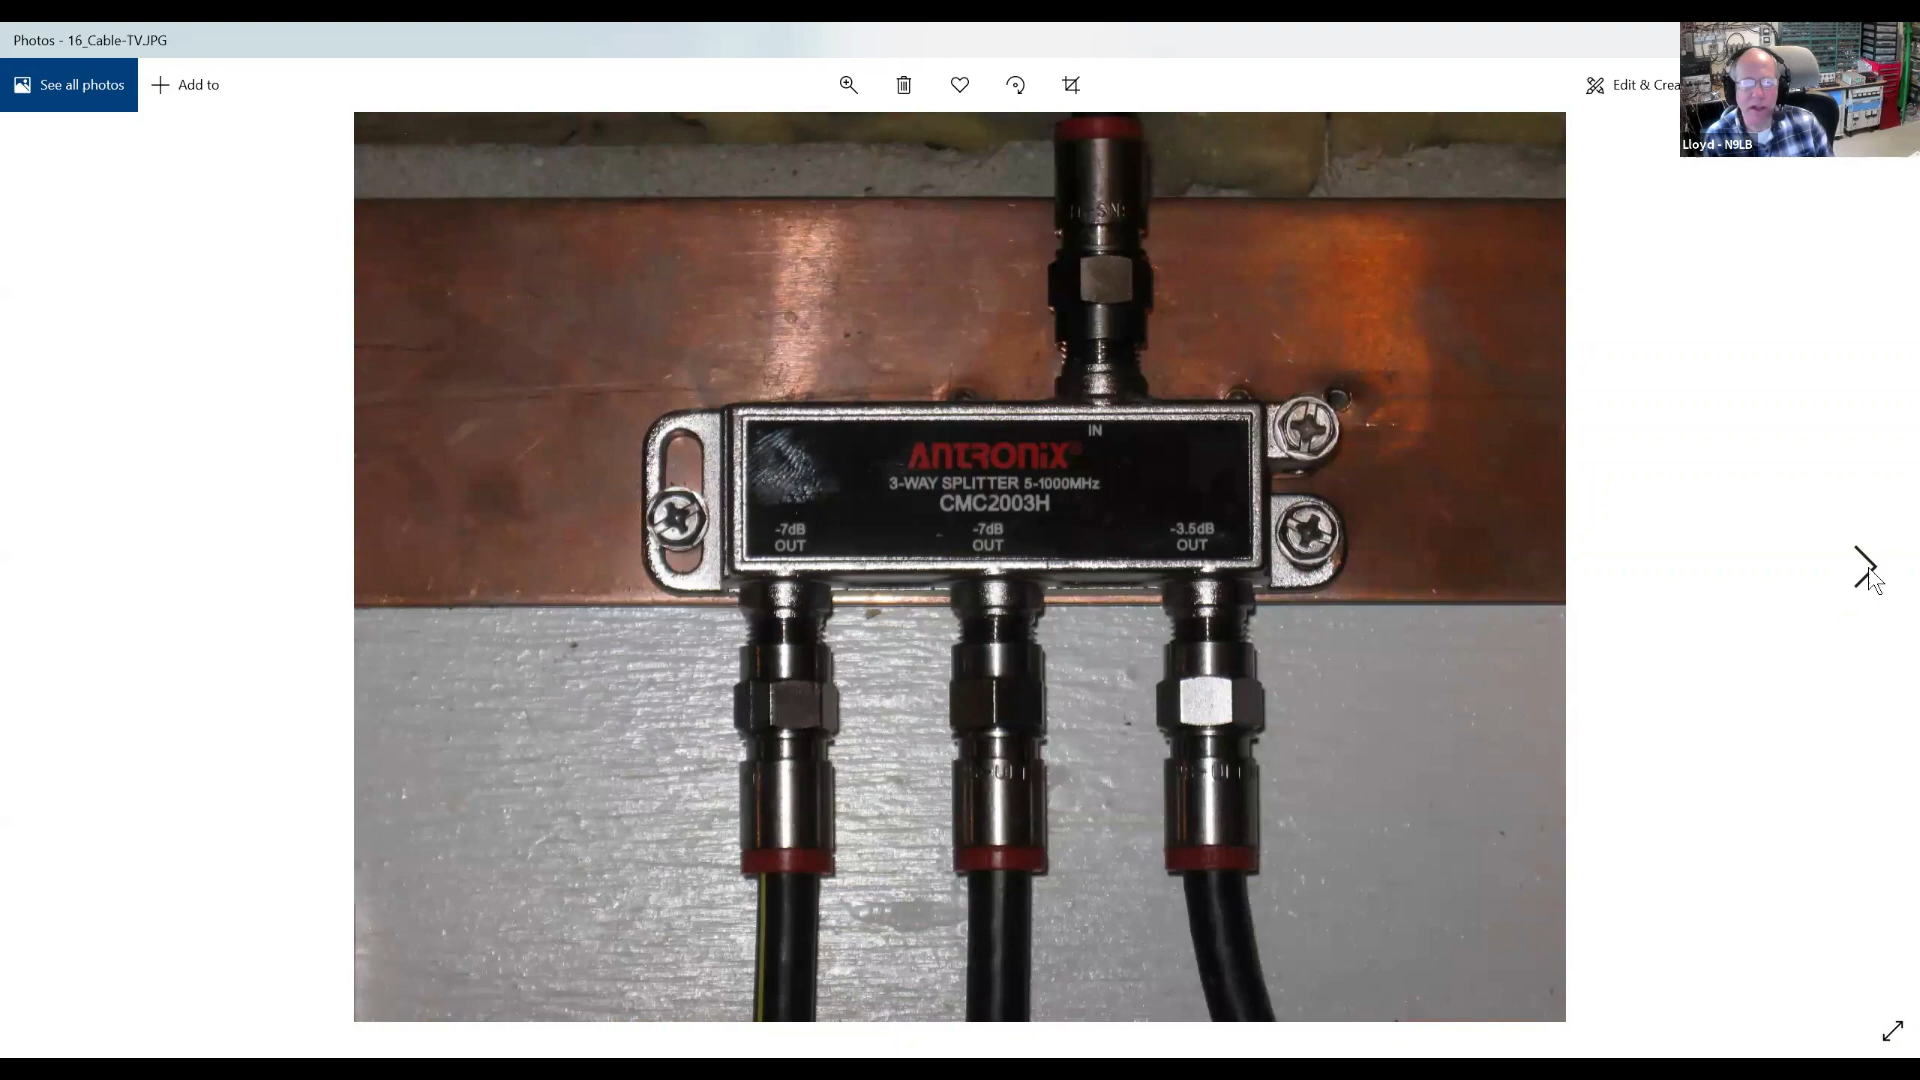 Photos - 16_Cable-TV.JPG
See all photos
Add to
Edit & Crea
Lloyd - N9LB
IN
ANTRONIX®
3-WAY SPLITTER 5-1000MHz
CMC2003H
-7dB
OUT
-7dB
OUT
-3.5dB
OUT